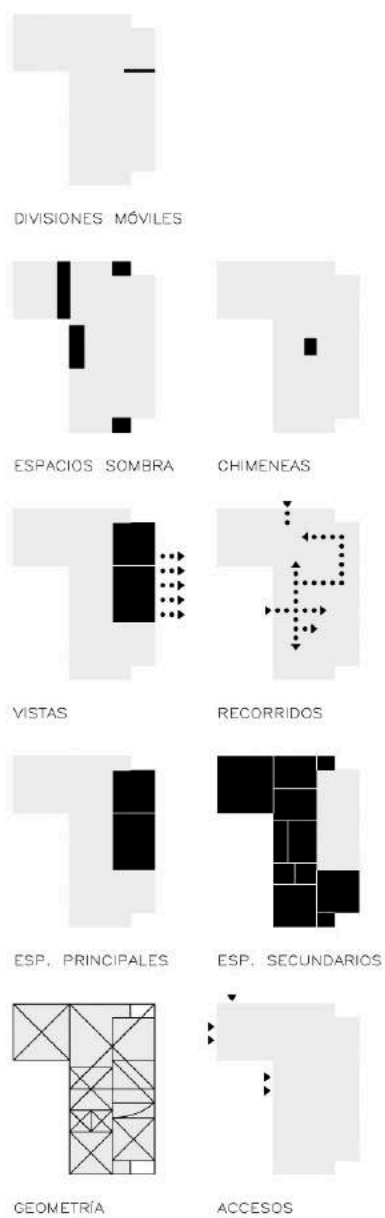 DIVISIONES MÓVILES
ESPACIOS SOMBRA
CHIMENEAS
VISTAS
RECORRIDOS
ESP. PRINCIPALES
ESP. SECUNDARIOS
GEOMETRÍA
ACCESOS